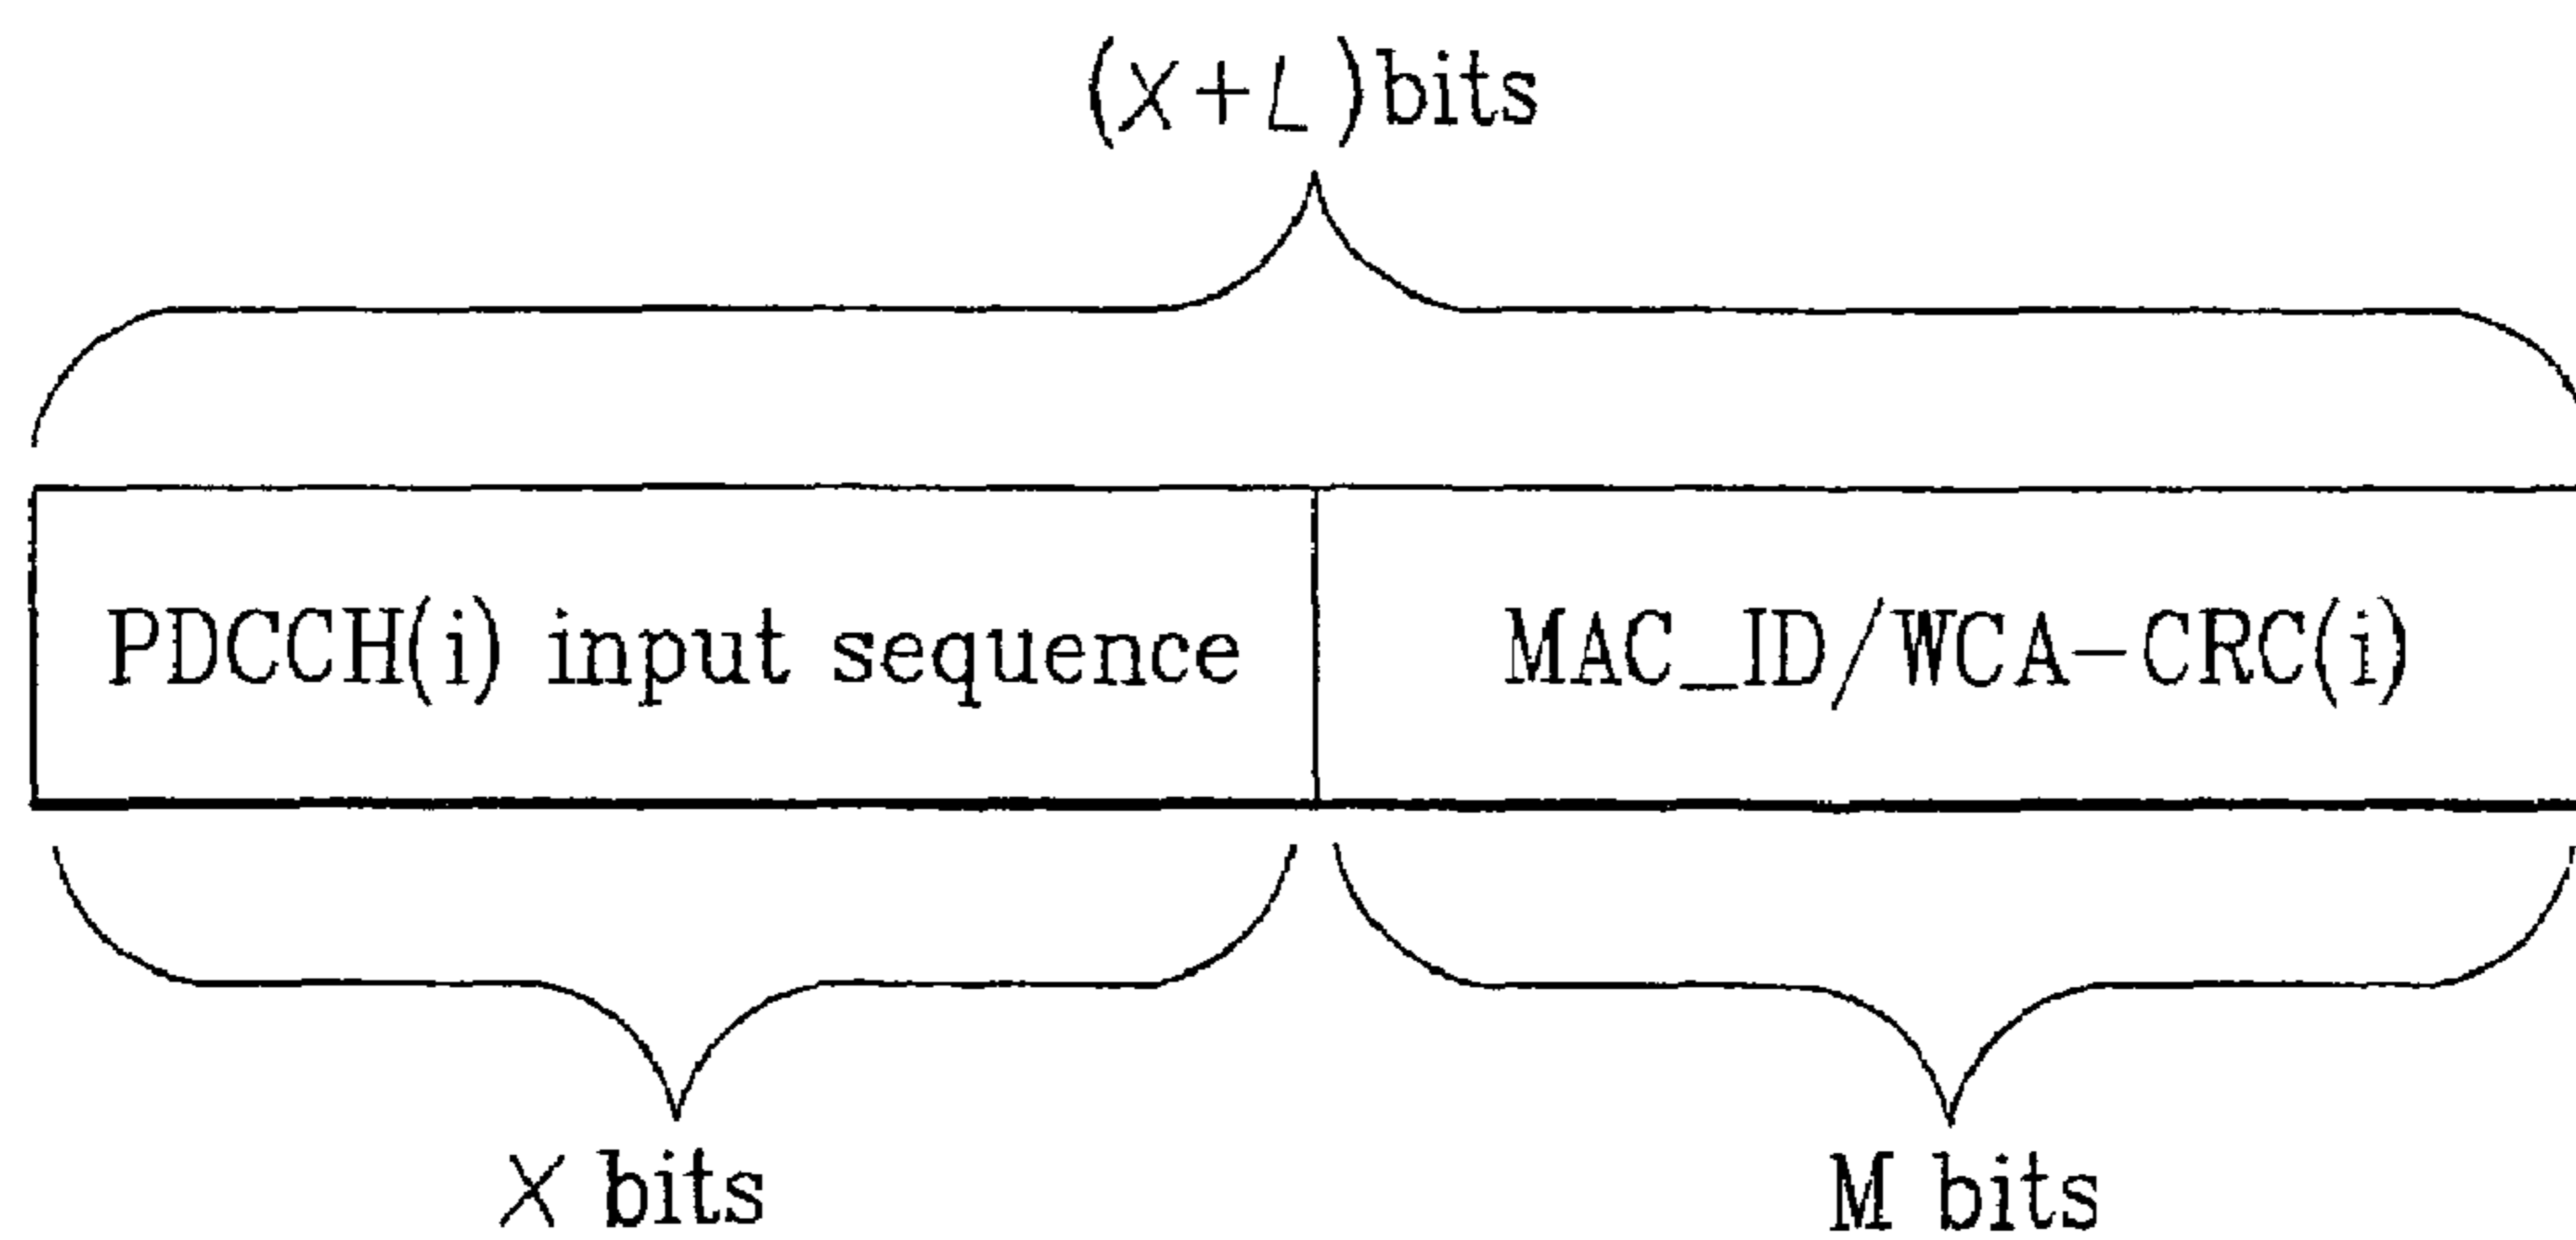 (X+L)bits
PDCCH(i) input sequence MAC_ID/WCA-CRC(i)
X bits M bits